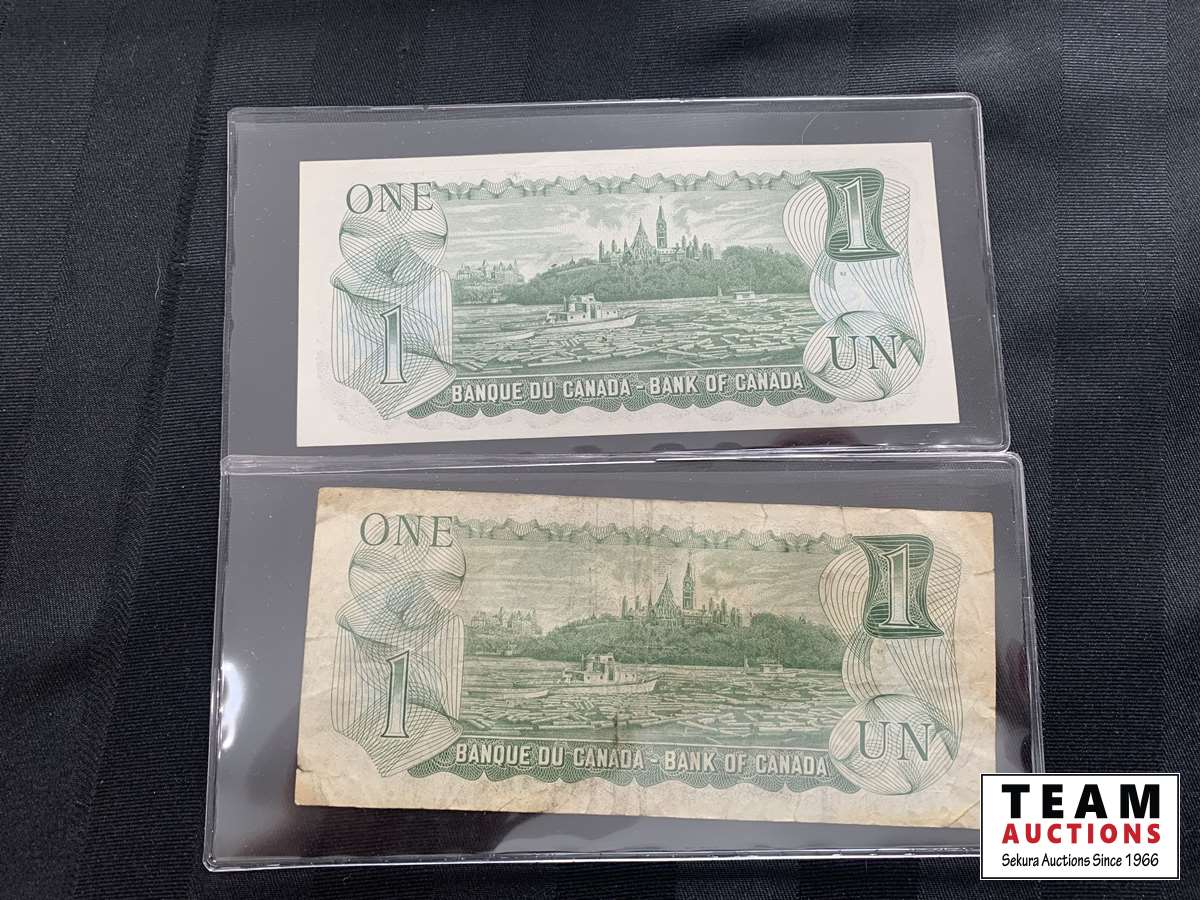 ONE
1
1
UN
BANQUE DU CANADA - BANK OF CANADA
ONE
1
1
UN
BANQUE DU CANADA - BANK OF CANADA
TEAM
AUCTIONS
Sekura Auctions Since 1966